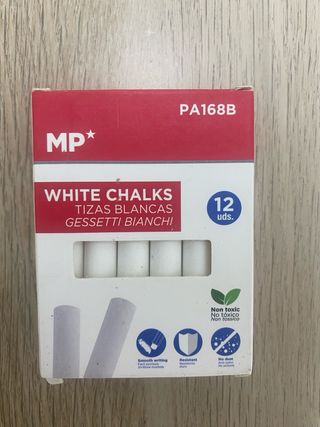 PA168B
MP*
WHITE CHALKS
TIZAS BLANCAS
GESSETTI BIANCHI
12
uds.
Non toxic
No tóxico
Non tossico
Smooth writing
Resistant
No dust